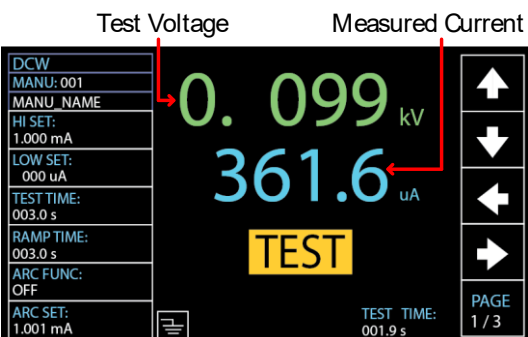 Test Voltage
Measured Current
DCW
MANU: 001
MANU_NAME
HI SET:
1.000 mA
LOW SET:
000 uA
TEST TIME:
003.0 s
RAMP TIME:
003.0 s
ARC FUNC:
OFF
ARC SET:
1.001 mA
0. 099 kV
361.6 uA
TEST
TEST TIME:
001.9 s
PAGE
1 / 3